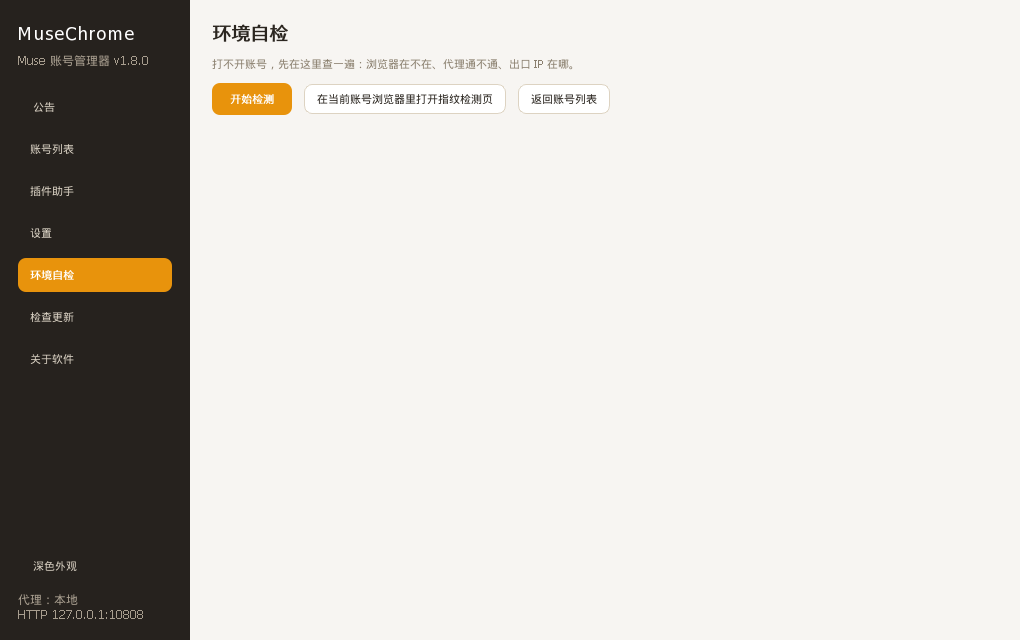 MuseChrome
Muse 账号管理器 v1.8.0
公告
账号列表
插件助手
设置
环境自检
检查更新
关于软件
深色外观
代理：本地
HTTP 127.0.0.1:10808
环境自检
打不开账号，先在这里查一遍：浏览器在不在、代理通不通、出口 IP 在哪。
开始检测
在当前账号浏览器里打开指纹检测页
返回账号列表